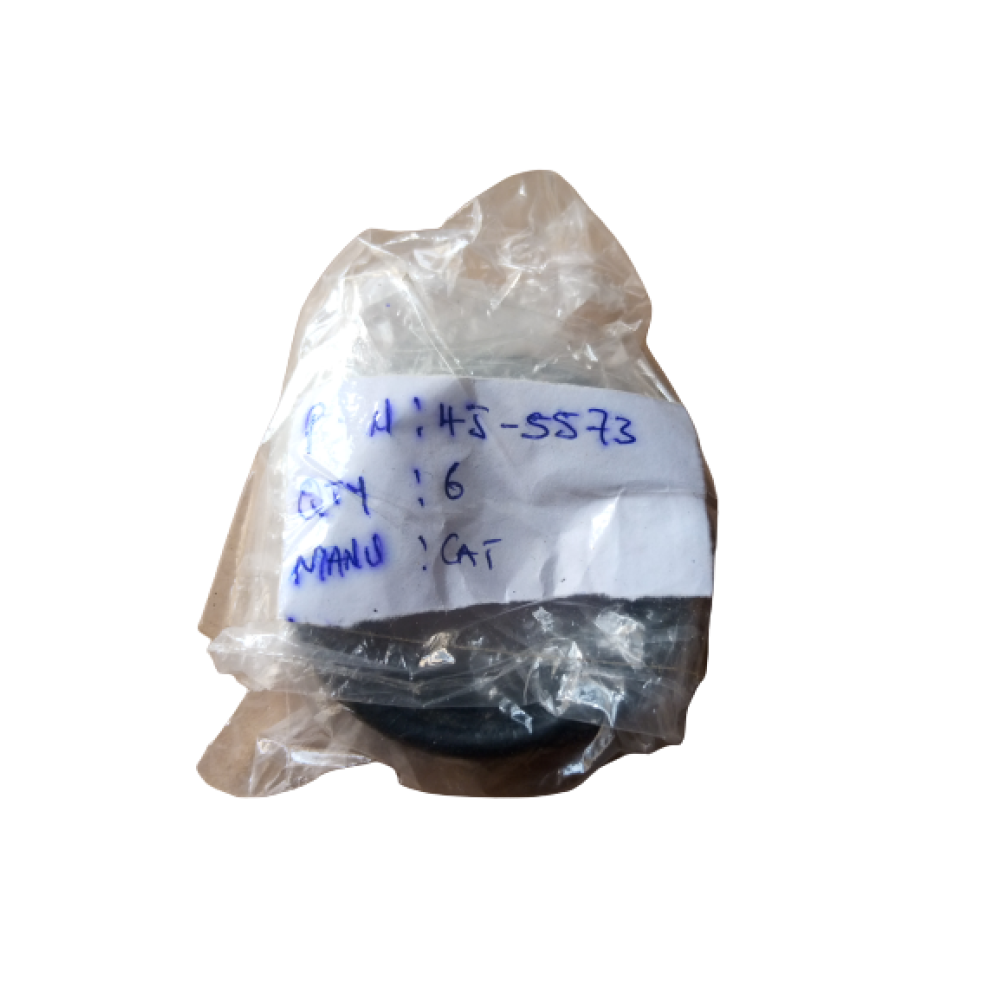 P N : 4J-5573
QTY : 6
MANU : CAT